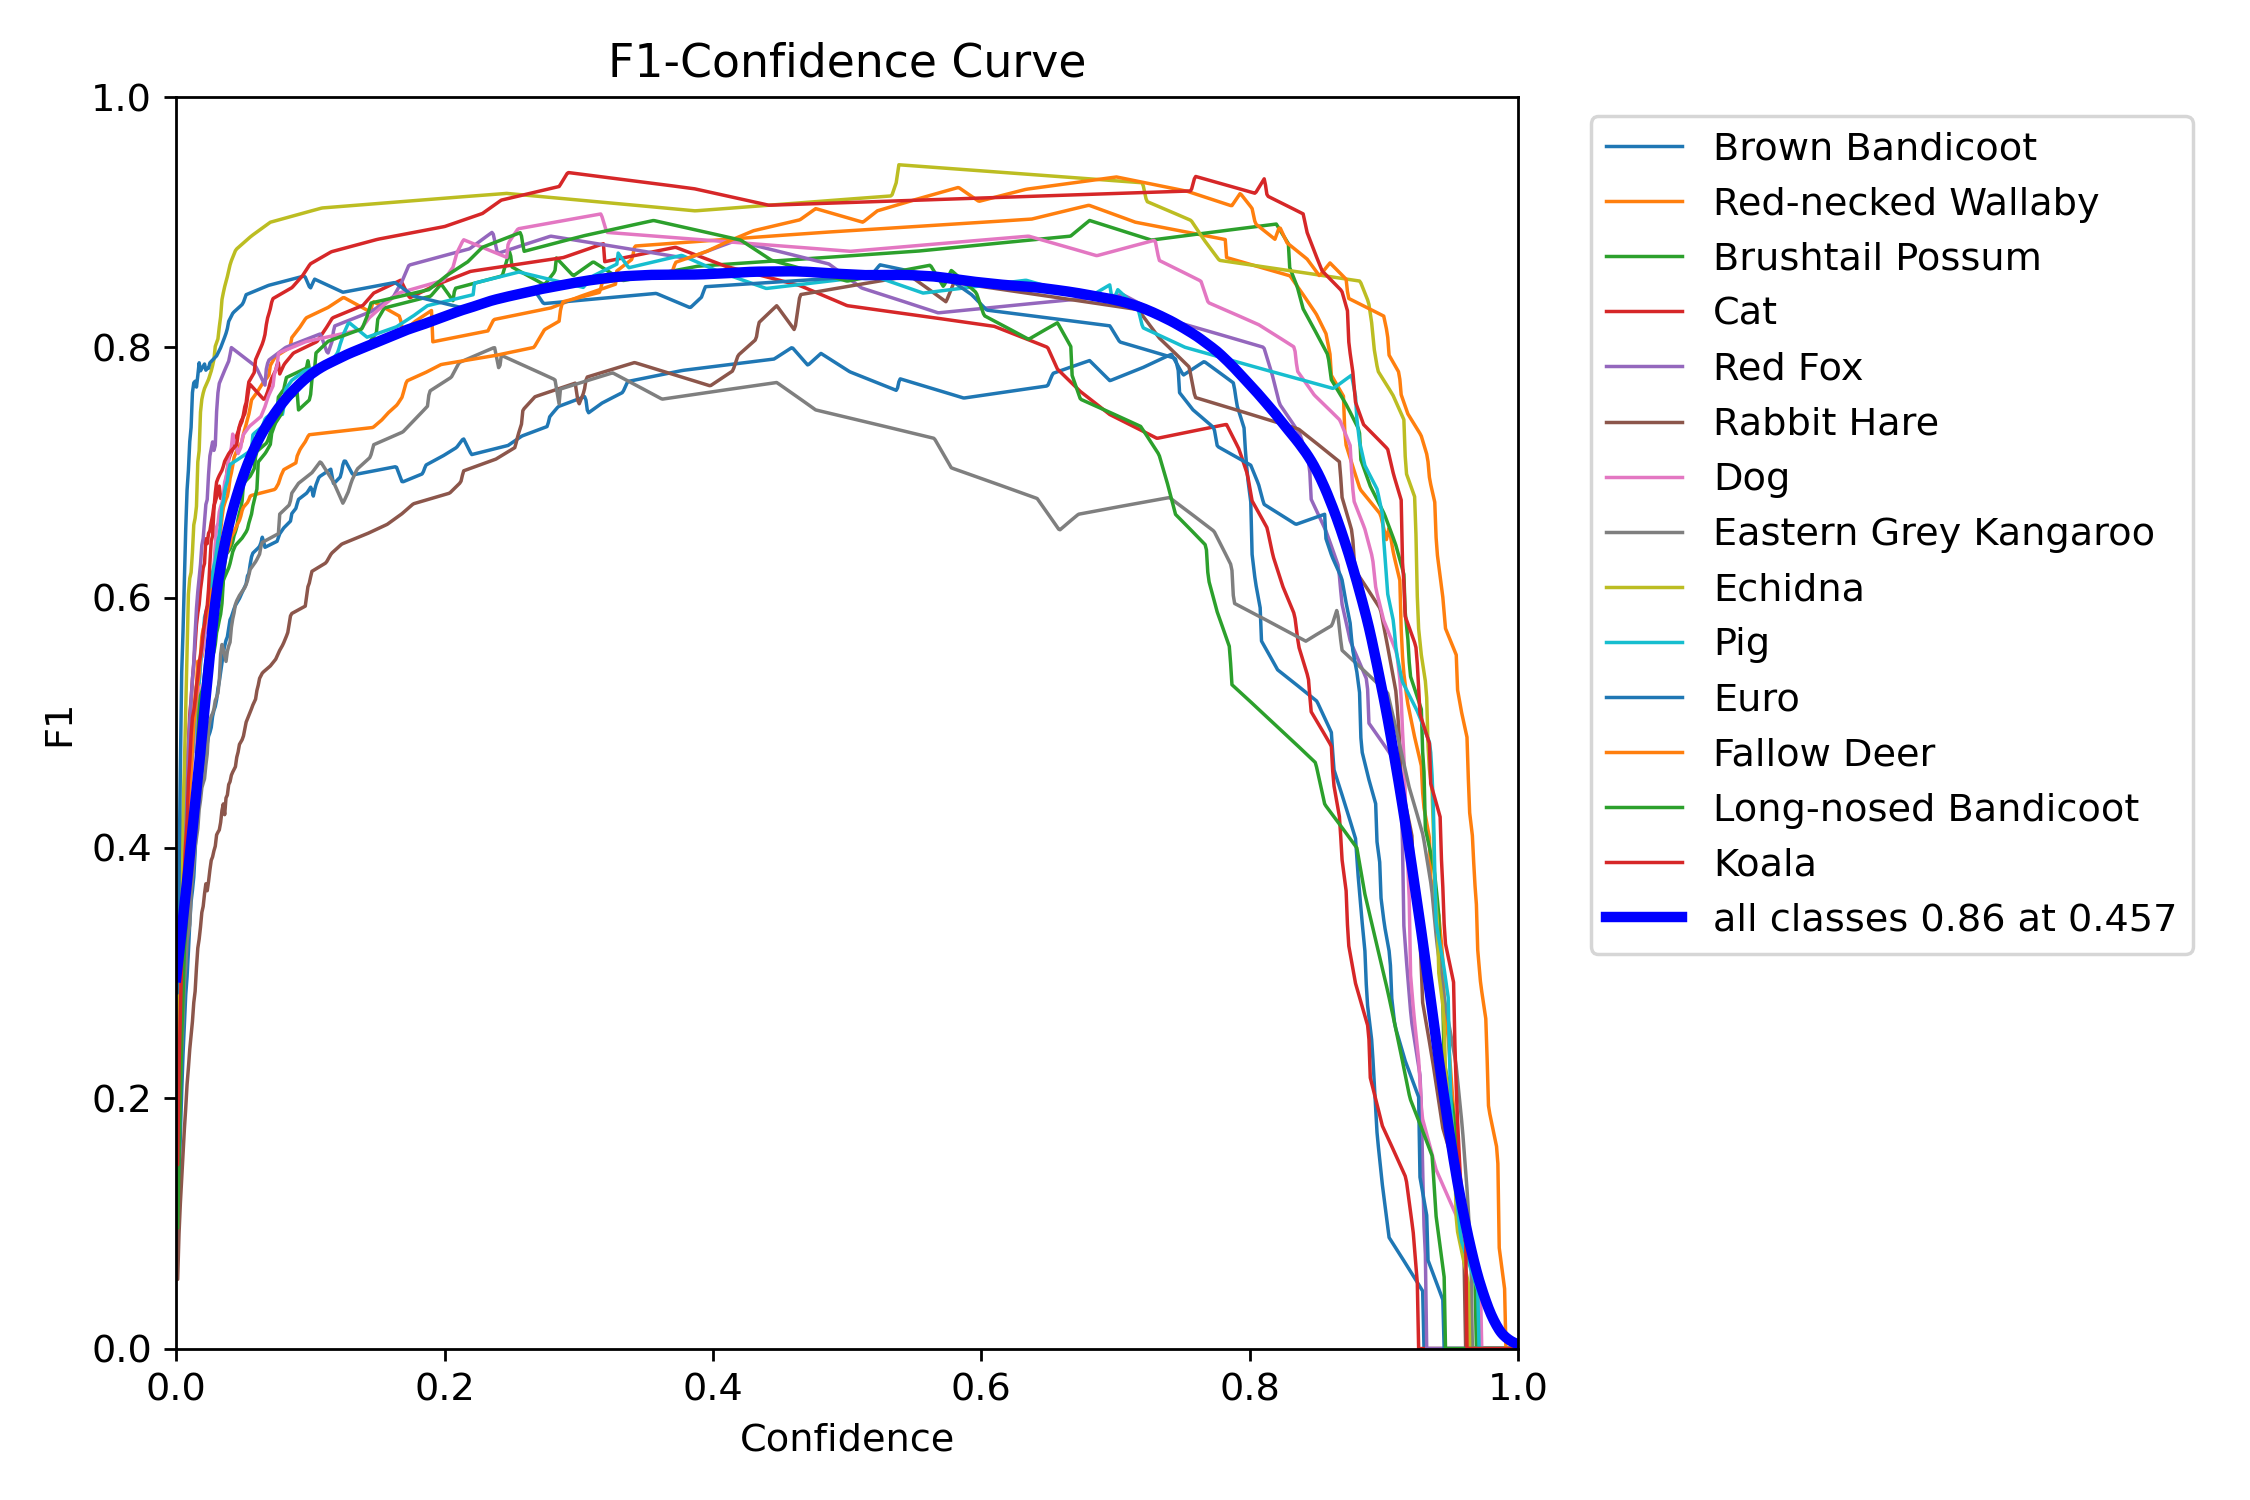 F1-Confidence Curve
1.0
0.8
0.6
0.4
0.2
0.0
F1
0.0 0.2 0.4 0.6 0.8 1.0
Confidence
Brown Bandicoot
Red-necked Wallaby
Brushtail Possum
Cat
Red Fox
Rabbit Hare
Dog
Eastern Grey Kangaroo
Echidna
Pig
Euro
Fallow Deer
Long-nosed Bandicoot
Koala
all classes 0.86 at 0.457